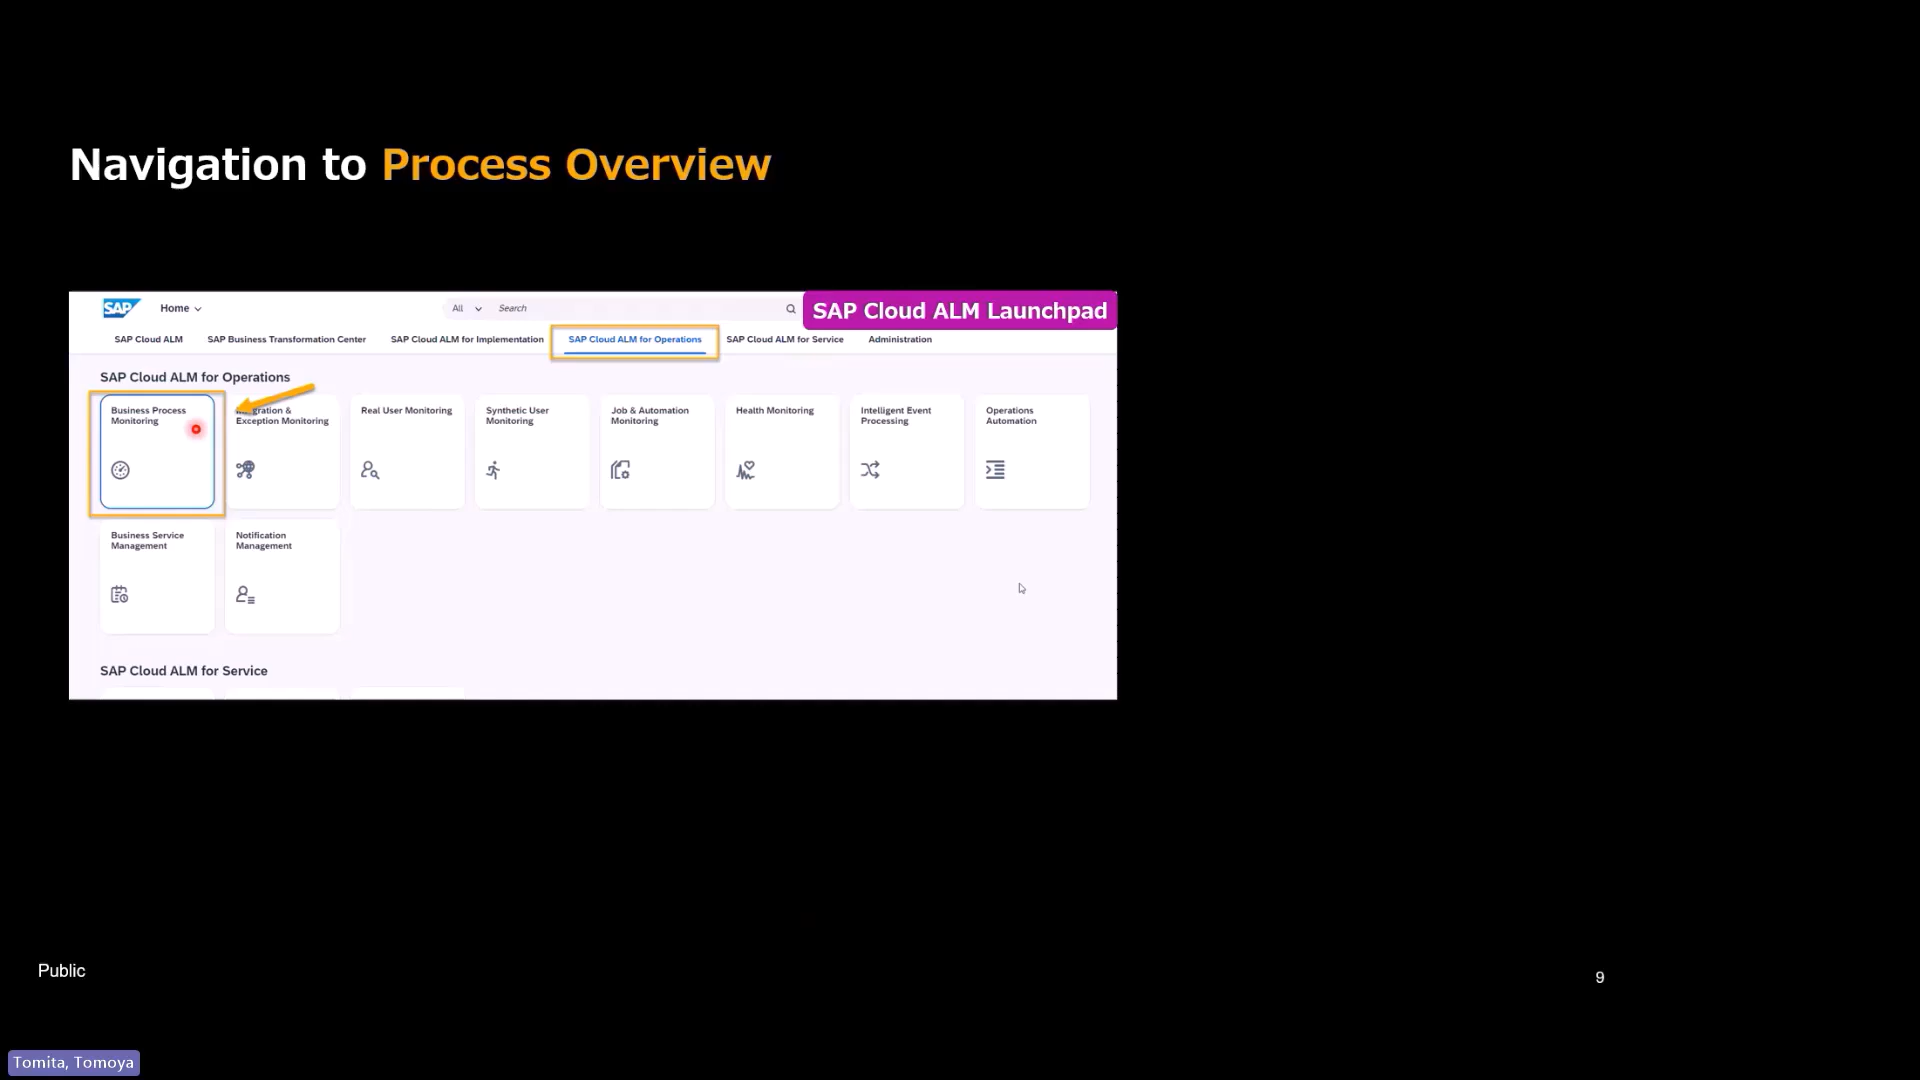 Navigation to Process Overview
SAP Home All Search SAP Cloud ALM Launchpad
SAP Cloud ALM SAP Business Transformation Center SAP Cloud ALM for Implementation SAP Cloud ALM for Operations SAP Cloud ALM for Service Administration
SAP Cloud ALM for Operations
Business Process
Monitoring
Exception Monitoring
Real User Monitoring
Synthetic User
Monitoring
Job & Automation
Monitoring
Health Monitoring
Intelligent Event
Processing
Operations
Automation
Business Service
Management
Notification
Management
SAP Cloud ALM for Service
Public
9
Tomita, Tomoya